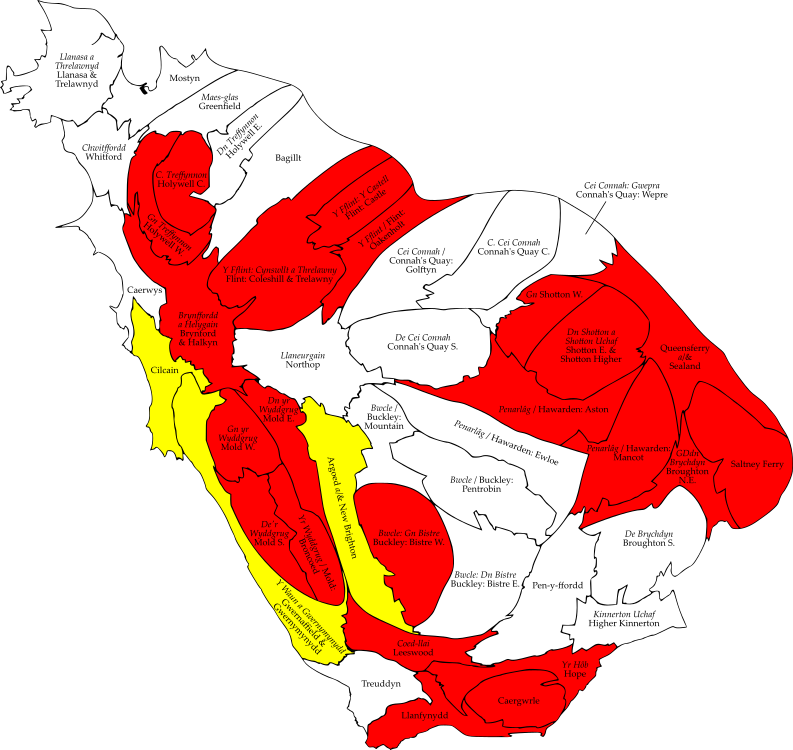 Llanasa a
Threlawnyd
Llanasa &
Trelawnyd
Mostyn
Maes-glas
Greenfield
Dn Treffynnon
Holywell E.
Chwitffordd
Whitford
Bagillt
C. Treffynnon
Holywell C.
Gn Treffynnon
Holywell W.
Y Fflint: Y Castell
Flint: Castle
Y Fflint / Flint:
Oakenholt
Cei Connah: Gwepra
Connah's Quay: Wepre
Cei Connah /
Connah's Quay:
Golftyn
C. Cei Connah
Connah's Quay C.
Y Fflint: Cynswllt a Threlawny
Flint: Coleshill & Trelawny
Caerwys
Gn Shotton W.
Brynffordd
a Helygain
Brynford
& Halkyn
De Cei Connah
Connah's Quay S.
Dn Shotton a
Shotton Uchaf
Shotton E. &
Shotton Higher
Queensferry
a/&
Sealand
Llaneurgain
Northop
Cilcain
Dn yr
Wyddgrug
Mold E.
Bwcle /
Buckley:
Mountain
Penarlâg / Hawarden: Aston
Gn yr
Wyddgrug
Mold W.
Penarlâg / Hawarden: Ewloe
Penarlâg / Hawarden:
Mancot
GDdn
Brychdyn
Broughton
N.E.
Saltney Ferry
Argoed a/& New Brighton
Bwcle / Buckley:
Pentrobin
De'r
Wyddgrug
Mold S.
Yr Wyddgrug / Mold:
Broncoed
Bwcle: Gn Bistre
Buckley: Bistre W.
De Brychdyn
Broughton S.
Bwcle: Dn Bistre
Buckley: Bistre E.
Pen-y-ffordd
Y Waun a Gwernymynydd
Gwernaffield &
Gwernymynydd
Kinnerton Uchaf
Higher Kinnerton
Coed-llai
Leeswood
Yr Hôb
Hope
Treuddyn
Caergwrle
Llanfynydd